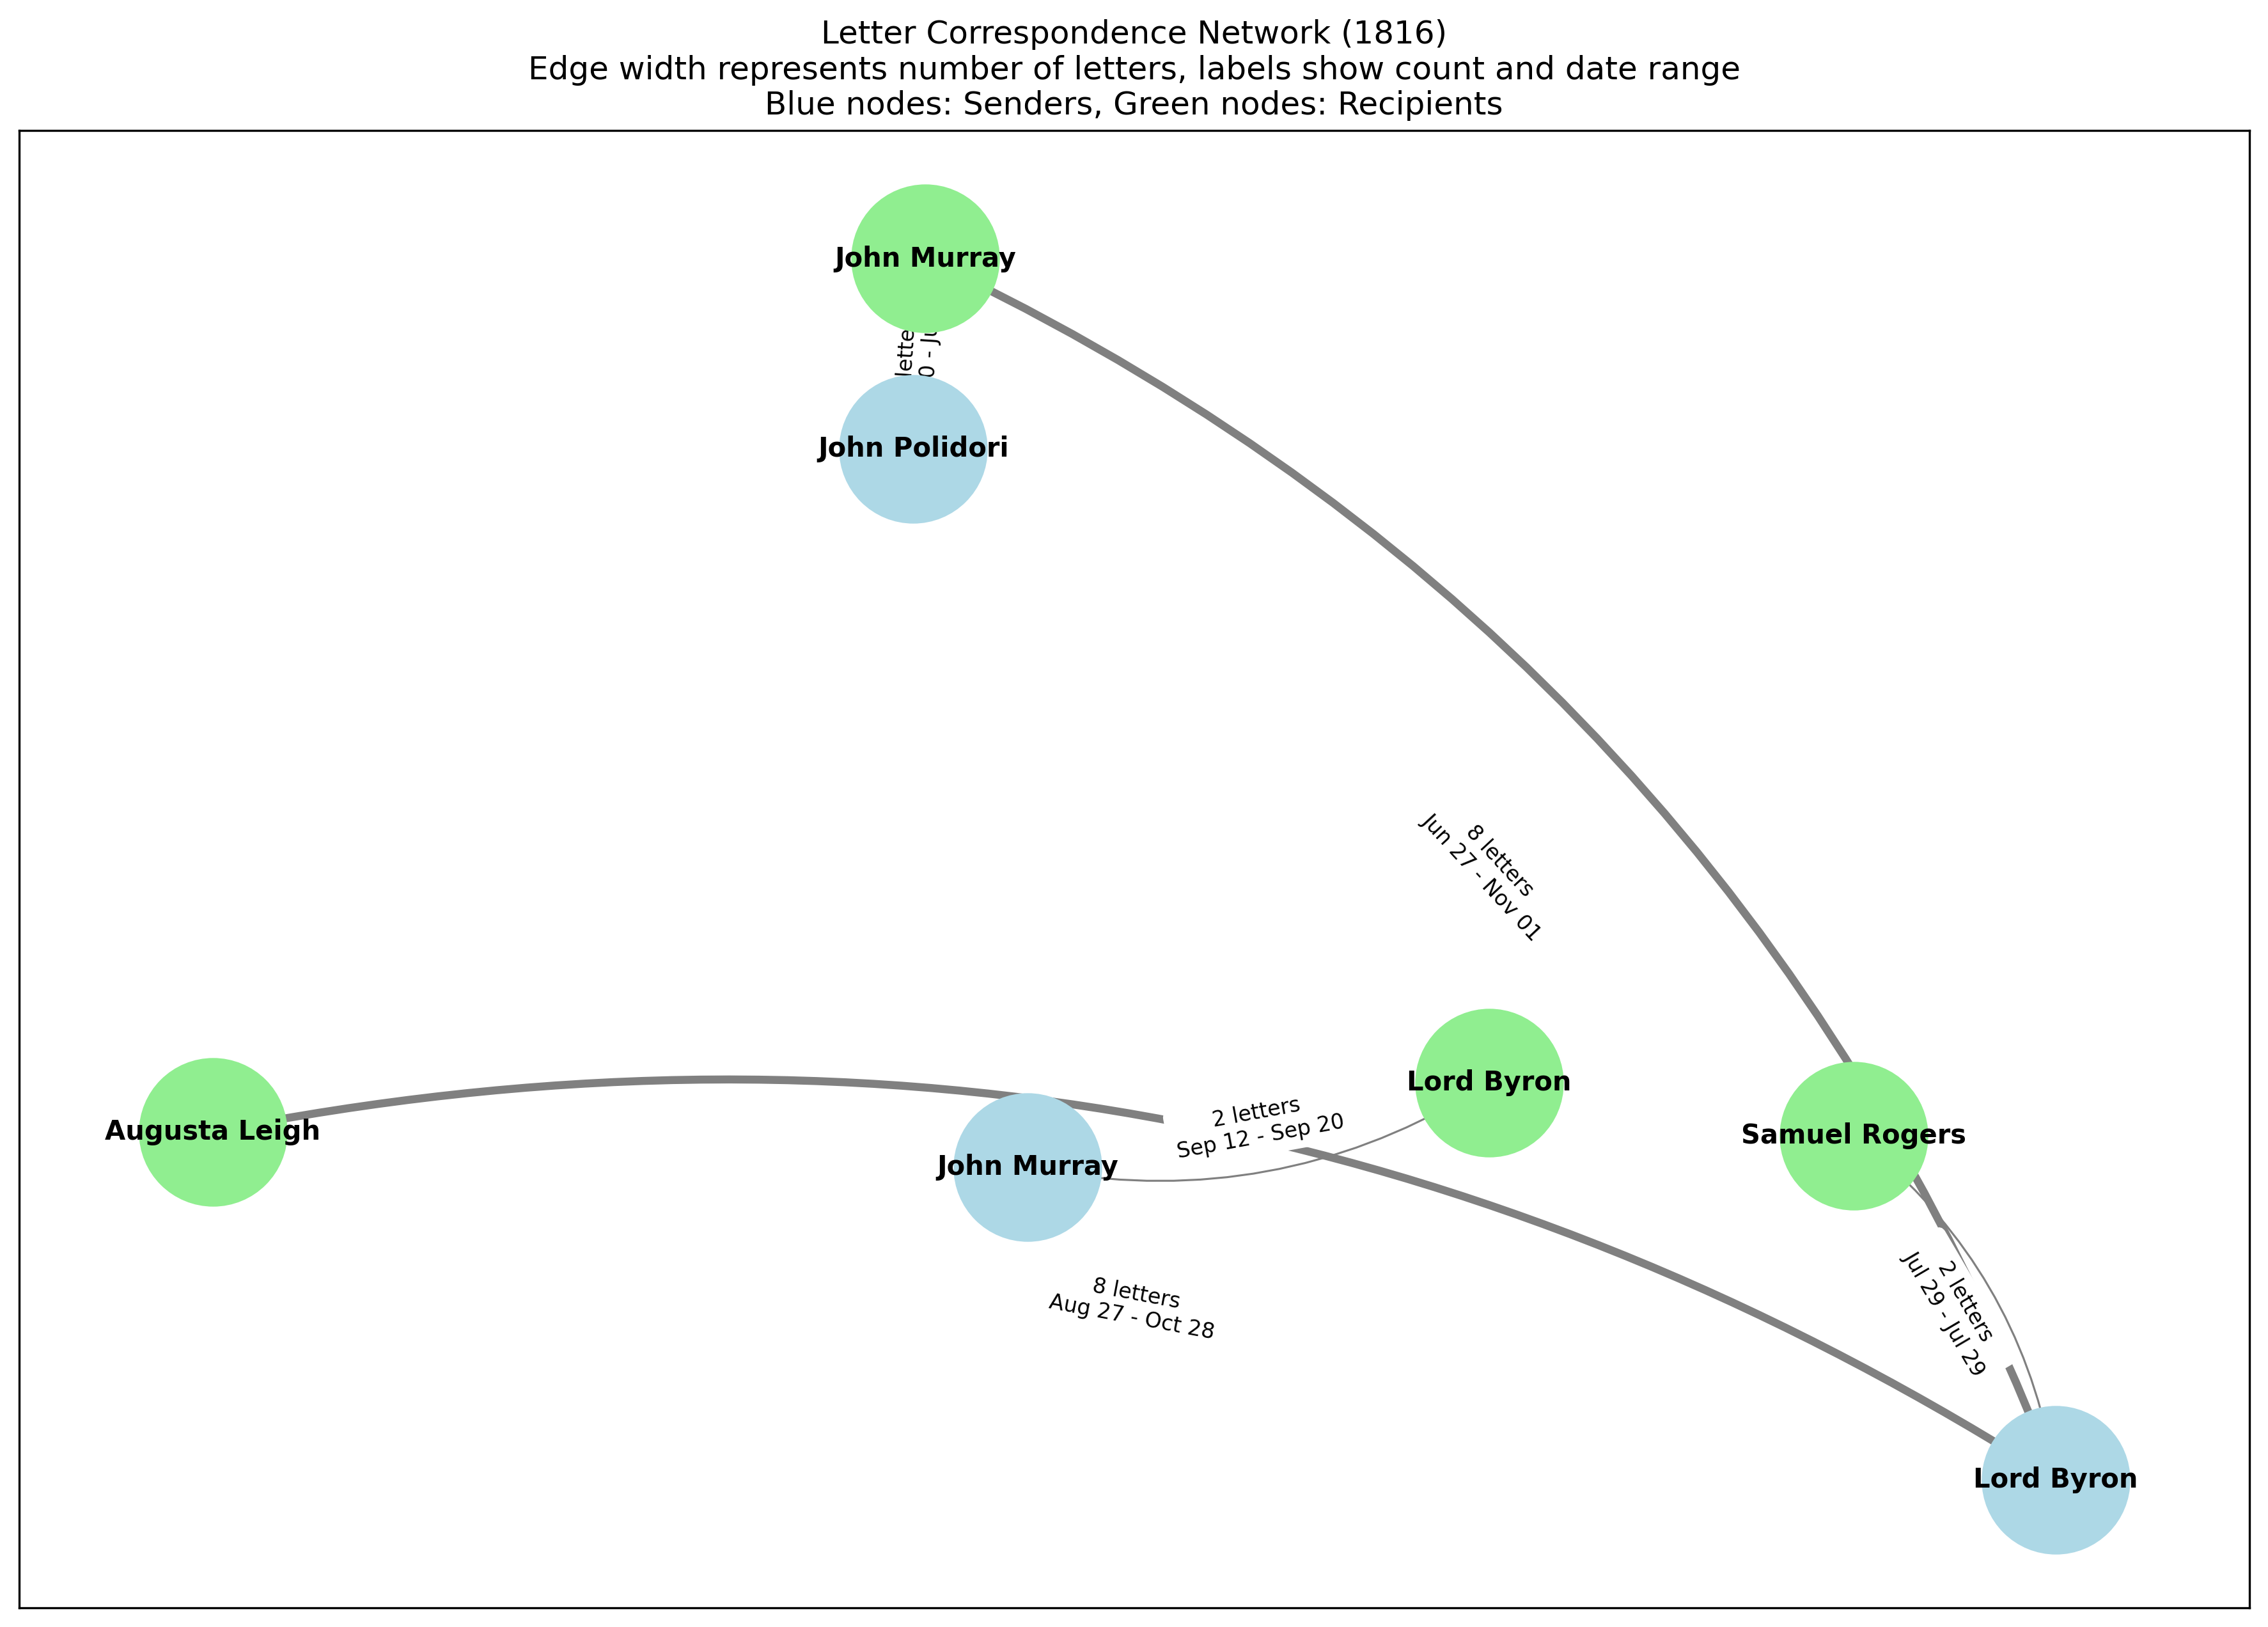 Letter Correspondence Network (1816)
Edge width represents number of letters, labels show count and date range
Blue nodes: Senders, Green nodes: Recipients
John Murray
John Polidori
8 letters
Jun 27 - Nov 01
Lord Byron
2 letters
Sep 12 - Sep 20
Augusta Leigh
John Murray
Samuel Rogers
8 letters
Aug 27 - Oct 28
2 letters
Jul 29 - Jul 29
Lord Byron